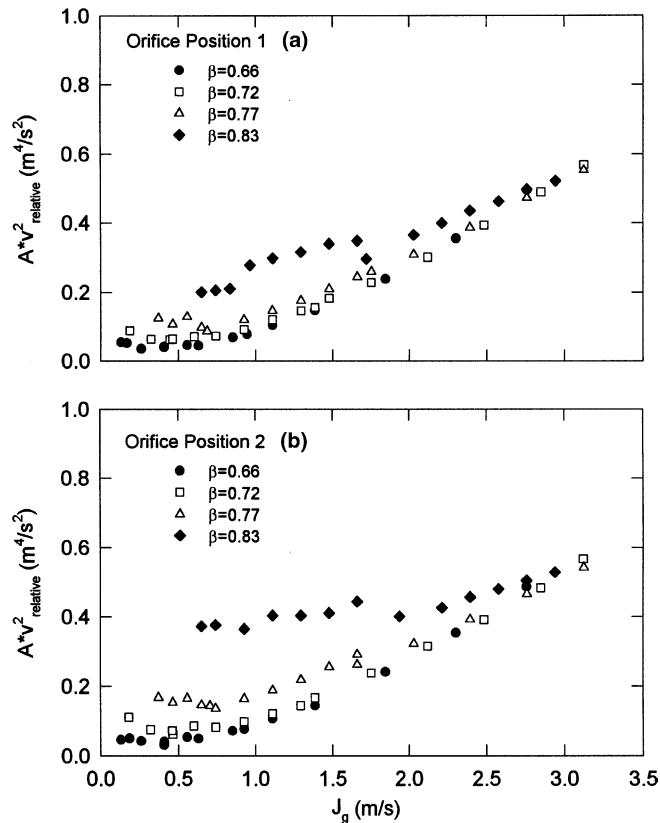 1.0
Orifice Position 1 (a)
β=0.66
0.8
β=0.72
β=0.77
0.6
β=0.83
A*v²relative (m⁴/s²)
0.4
0.2
0.0
1.0
Orifice Position 2 (b)
β=0.66
0.8
β=0.72
β=0.77
0.6
β=0.83
A*v²relative (m⁴/s²)
0.4
0.2
0.0
0.0 0.5 1.0 1.5 2.0 2.5 3.0 3.5
Jg (m/s)